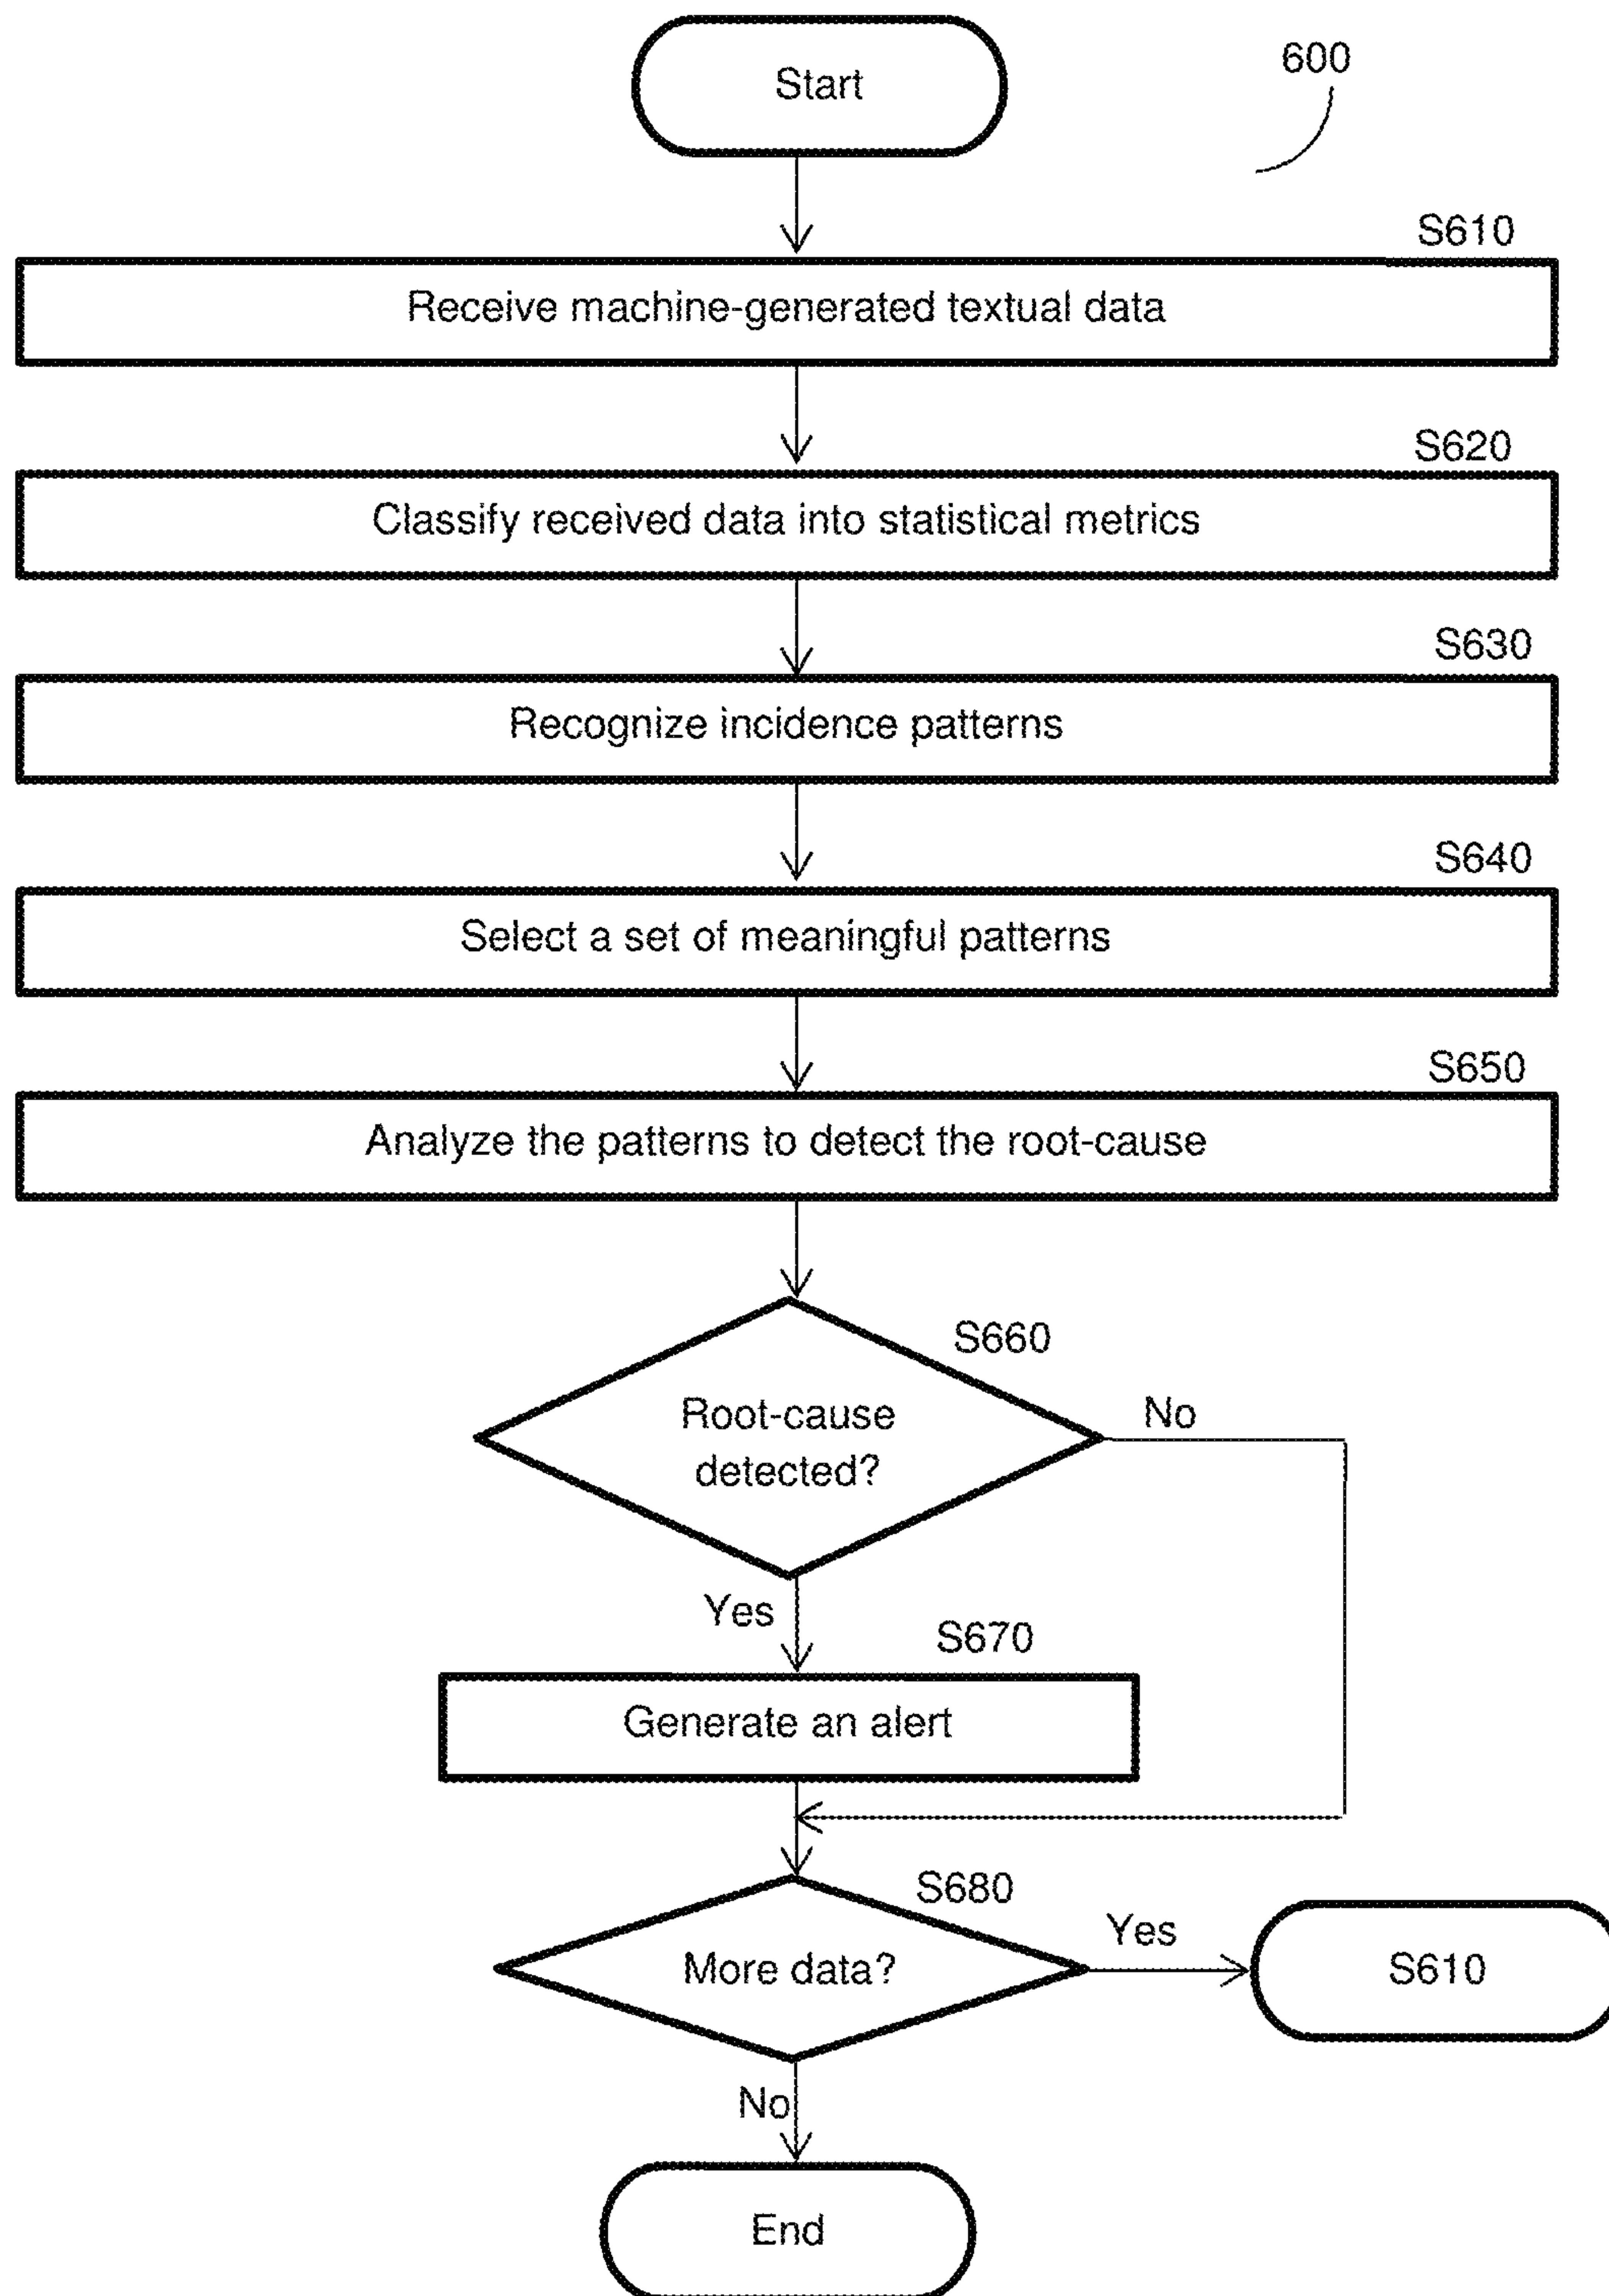 Start
600
S610
Receive machine-generated textual data
S620
Classify received data into statistical metrics
S630
Recognize incidence patterns
S640
Select a set of meaningful patterns
S650
Analyze the patterns to detect the root-cause
S660
Root-cause
detected?
No
Yes
S670
Generate an alert
S680
More data?
Yes
S610
No
End